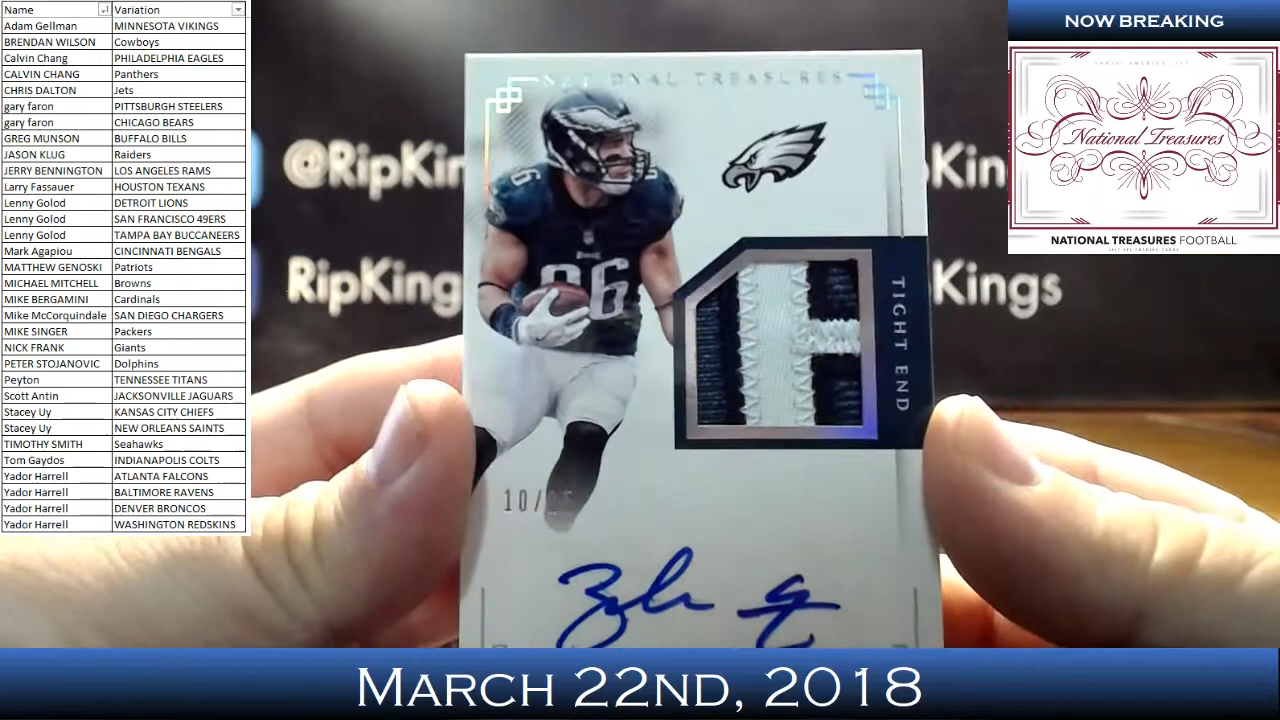 Name Variation
Adam Gellman MINNESOTA VIKINGS
BRENDAN WILSON Cowboys
Calvin Chang PHILADELPHIA EAGLES
CALVIN CHANG Panthers
CHRIS DALTON Jets
gary faron PITTSBURGH STEELERS
gary faron CHICAGO BEARS
GREG MUNSON BUFFALO BILLS
JASON KLUG Raiders
JERRY BENNINGTON LOS ANGELES RAMS
Larry Fassauer HOUSTON TEXANS
Lenny Golod DETROIT LIONS
Lenny Golod SAN FRANCISCO 49ERS
Lenny Golod TAMPA BAY BUCCANEERS
Mark Agapiou CINCINNATI BENGALS
MATTHEW GENOSKI Patriots
MICHAEL MITCHELL Browns
MIKE BERGAMINI Cardinals
Mike McCorquindale SAN DIEGO CHARGERS
MIKE SINGER Packers
NICK FRANK Giants
PETER STOJANOVIC Dolphins
Peyton TENNESSEE TITANS
Scott Antin JACKSONVILLE JAGUARS
Stacey Uy KANSAS CITY CHIEFS
Stacey Uy NEW ORLEANS SAINTS
TIMOTHY SMITH Seahawks
Tom Gaydos INDIANAPOLIS COLTS
Yador Harrell ATLANTA FALCONS
Yador Harrell BALTIMORE RAVENS
Yador Harrell DENVER BRONCOS
Yador Harrell WASHINGTON REDSKINS
@RipKin
RipKing
Kings
NATIONAL TREASURES
86
86
TIGHT END
NOW BREAKING
National Treasures
NATIONAL TREASURES FOOTBALL
MARCH 22ND, 2018